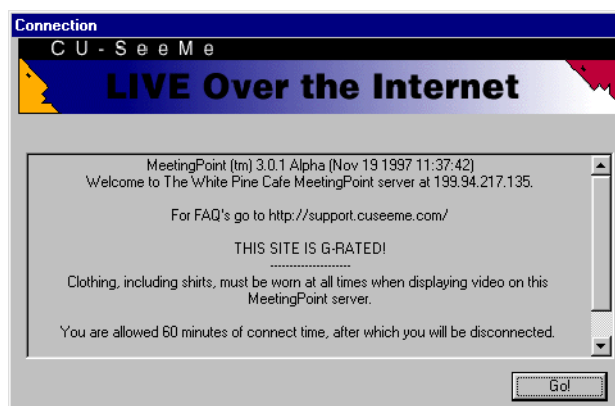 Connection
CU-SeeMe
LIVE Over the Internet
MeetingPoint (tm) 3.0.1 Alpha (Nov 19 1997 11:37:42)
Welcome to The White Pine Cafe MeetingPoint server at 199.94.217.135.
For FAQ's go to http://support.cuseeme.com/
THIS SITE IS G-RATED!
--------------------
Clothing, including shirts, must be worn at all times when displaying video on this
MeetingPoint server.
You are allowed 60 minutes of connect time, after which you will be disconnected.
Go!